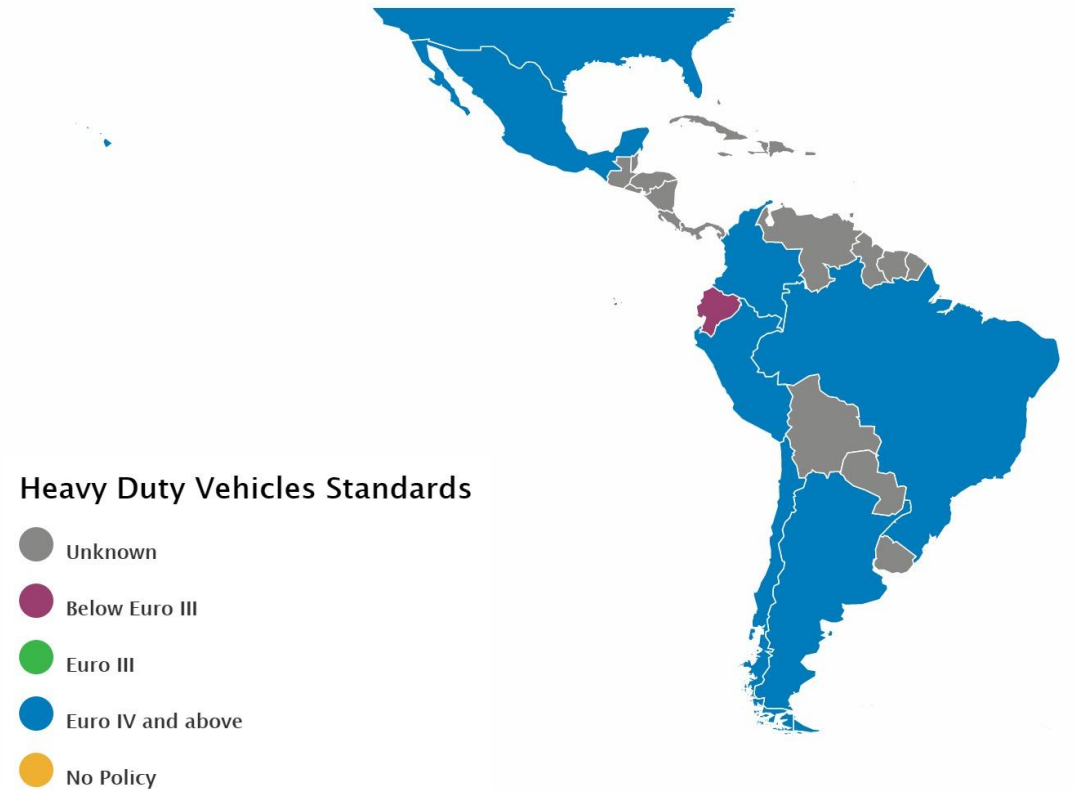 Heavy Duty Vehicles Standards
Unknown
Below Euro III
Euro III
Euro IV and above
No Policy